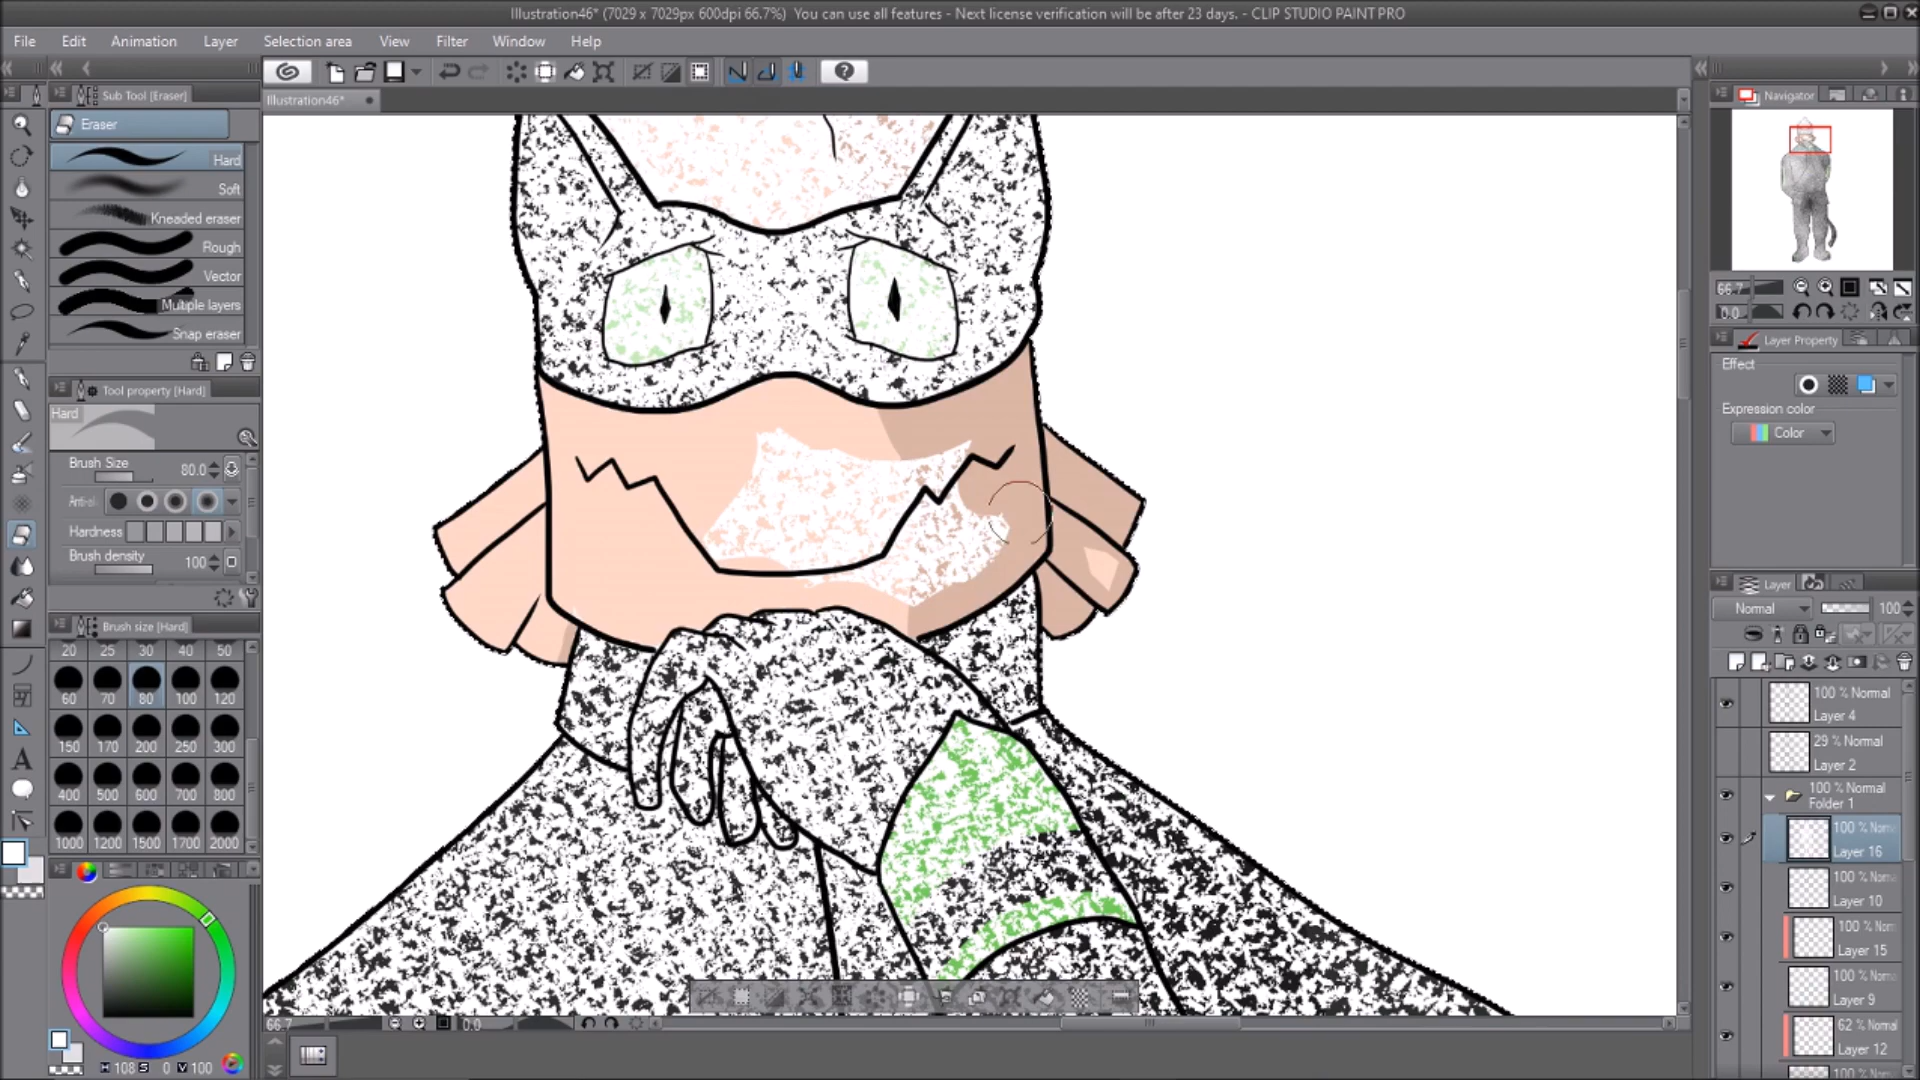 Illustration46* (7029 x 7029px 600dpi 66.7%)  You can use all features - Next license verification will be after 23 days. - CLIP STUDIO PAINT PRO
File Edit Animation Layer Selection area View Filter Window Help
Sub Tool [Eraser]
Illustration46*
Navigator
Eraser
Hard
Soft
Kneaded eraser
Rough
Vector
Multiple layers
Snap eraser
66.7
0.0
Layer Property
Effect
Tool property [Hard]
Hard
Expression color
Color
Brush Size 80.0
Hardness
Brush density 100
Layer
Normal 100
Brush size [Hard]
20 25 30 40 50
60 70 80 100 120
150 170 200 250 300
400 500 600 700 800
1000 1200 1500 1700 2000
100 % Normal
Layer 4
29 % Normal
Layer 2
100 % Normal
Folder 1
100 % Norm
Layer 16
100 % Norm
Layer 10
100 % Norm
Layer 15
100 % Norm
Layer 9
62 % Normal
Layer 12
66.7 0.0
H 108 S 0 V 100